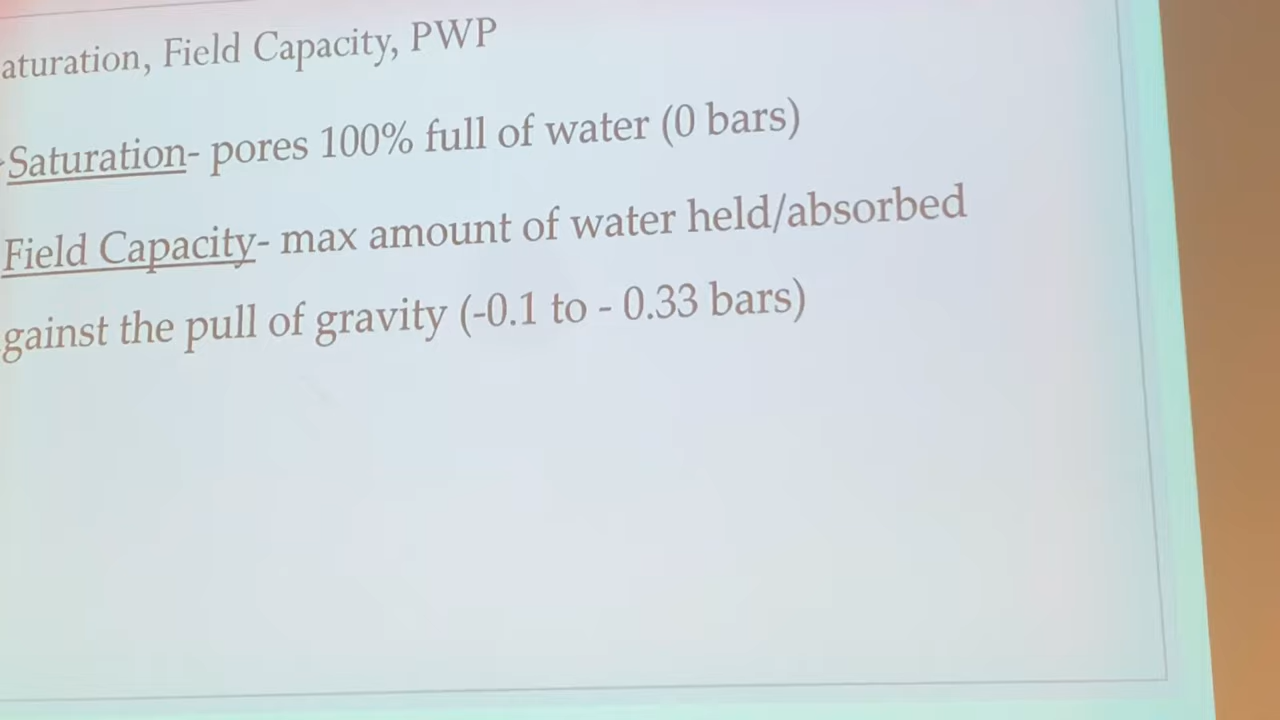 aturation, Field Capacity, PWP
Saturation- pores 100% full of water (0 bars)
Field Capacity- max amount of water held/absorbed
gainst the pull of gravity (-0.1 to - 0.33 bars)